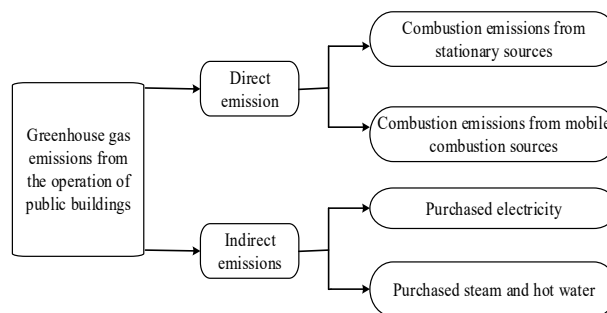 Greenhouse gas
emissions from
the operation of
public buildings
Direct
emission
Combustion emissions from
stationary sources
Combustion emissions from mobile
combustion sources
Indirect
emissions
Purchased electricity
Purchased steam and hot water